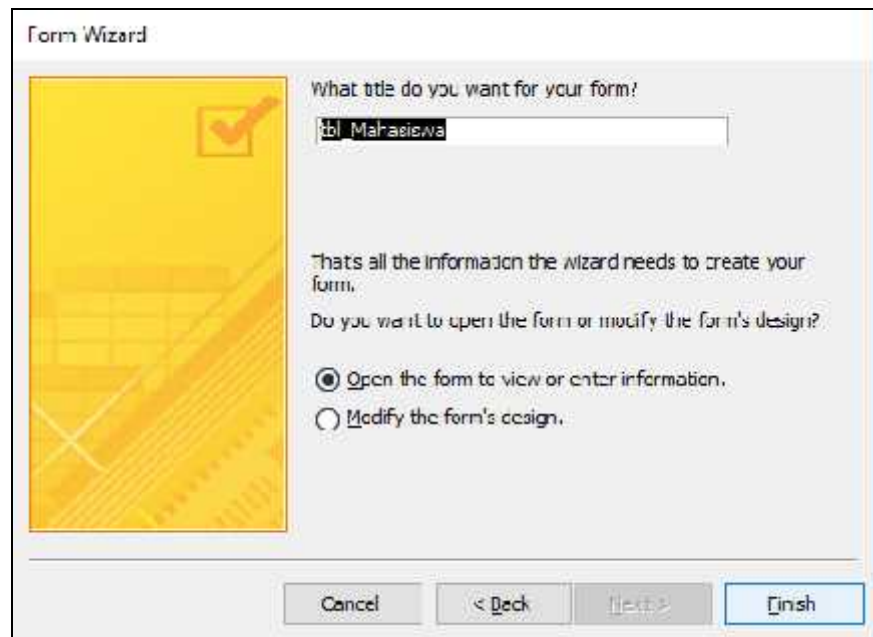 Form Wizard
What title do you want for your form?
tbl_Mahasiswa
That's all the information the wizard needs to create your
form.
Do you want to open the form or modify the form's design?
Open the form to view or enter information.
Modify the form's design.
Cancel
< Back
Next >
Finish